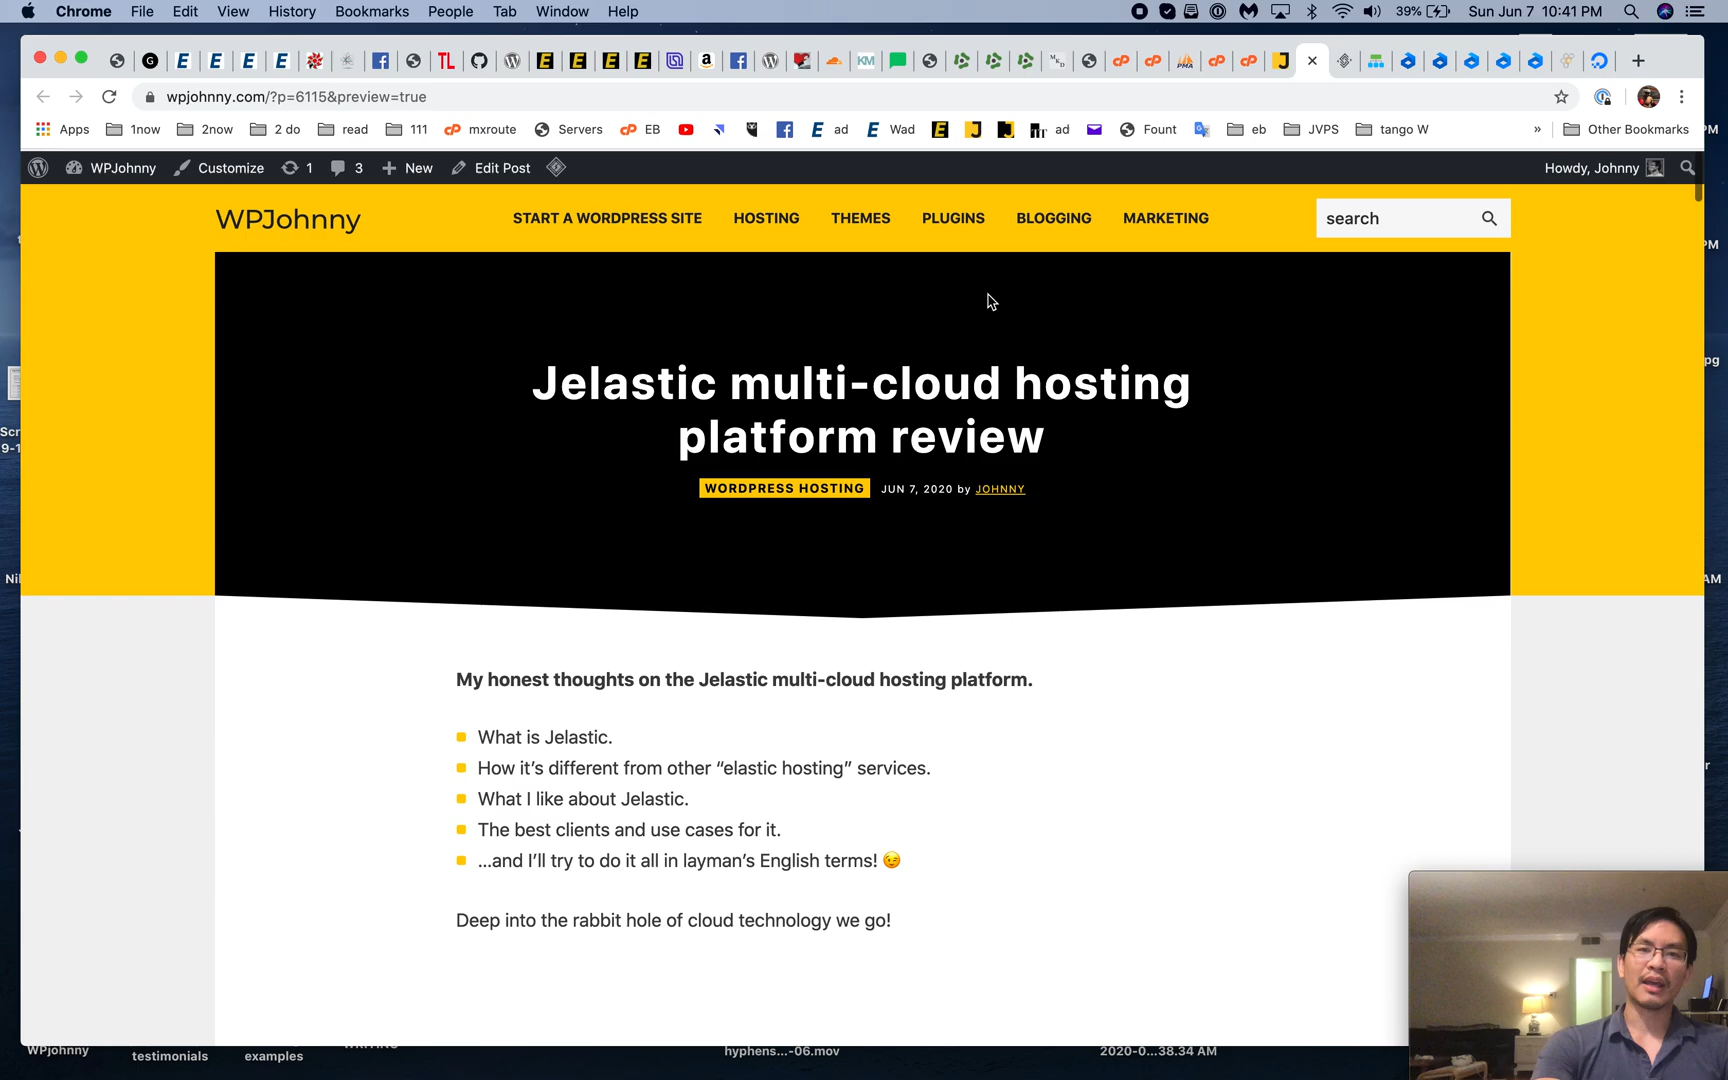 Chrome File Edit View History Bookmarks People Tab Window Help 39% Sun Jun 7 10:41 PM
wpjohnny.com/?p=6115&preview=true
Apps 1now 2now 2 do read 111 mxroute Servers EB ad Wad ad Fount eb JVPS tango W » Other Bookmarks
WPJohnny Customize 1 3 New Edit Post Howdy, Johnny
WPJohnny START A WORDPRESS SITE HOSTING THEMES PLUGINS BLOGGING MARKETING search
Jelastic multi-cloud hosting
platform review
WORDPRESS HOSTING JUN 7, 2020 by JOHNNY
My honest thoughts on the Jelastic multi-cloud hosting platform.
What is Jelastic.
How it’s different from other “elastic hosting” services.
What I like about Jelastic.
The best clients and use cases for it.
…and I’ll try to do it all in layman’s English terms! 😉
Deep into the rabbit hole of cloud technology we go!
WPjohnny
testimonials
examples
hyphens...-06.mov
2020-0...38.34 AM